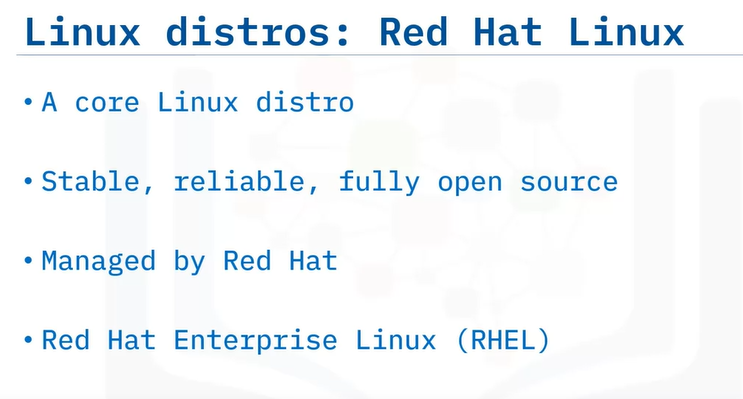 Linux distros: Red Hat Linux
• A core Linux distro
• Stable, reliable, fully open source
• Managed by Red Hat
• Red Hat Enterprise Linux (RHEL)